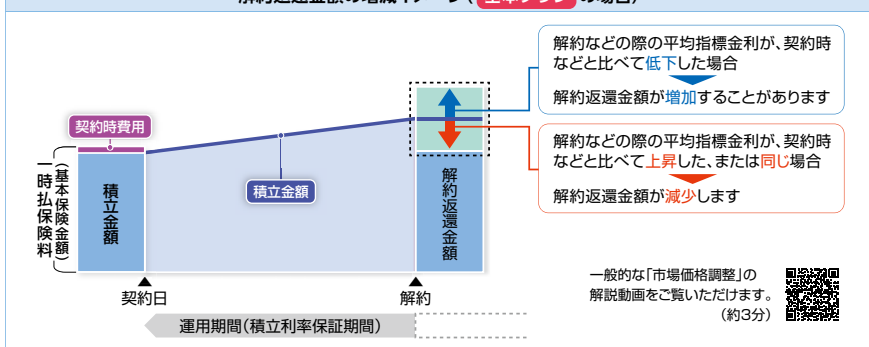 解約などの際の平均指標金利が、契約時
などと比べて低下した場合
解約返還金額が増加することがあります
契約時費用
解約などの際の平均指標金利が、契約時
などと比べて上昇した、または同じ場合
解約返還金額が減少します
一時払保険料
(基本保険金額)
積立金額
積立金額
解約返還金額
契約日
解約
運用期間(積立利率保証期間)
一般的な「市場価格調整」の
解説動画をご覧いただけます。
(約3分)